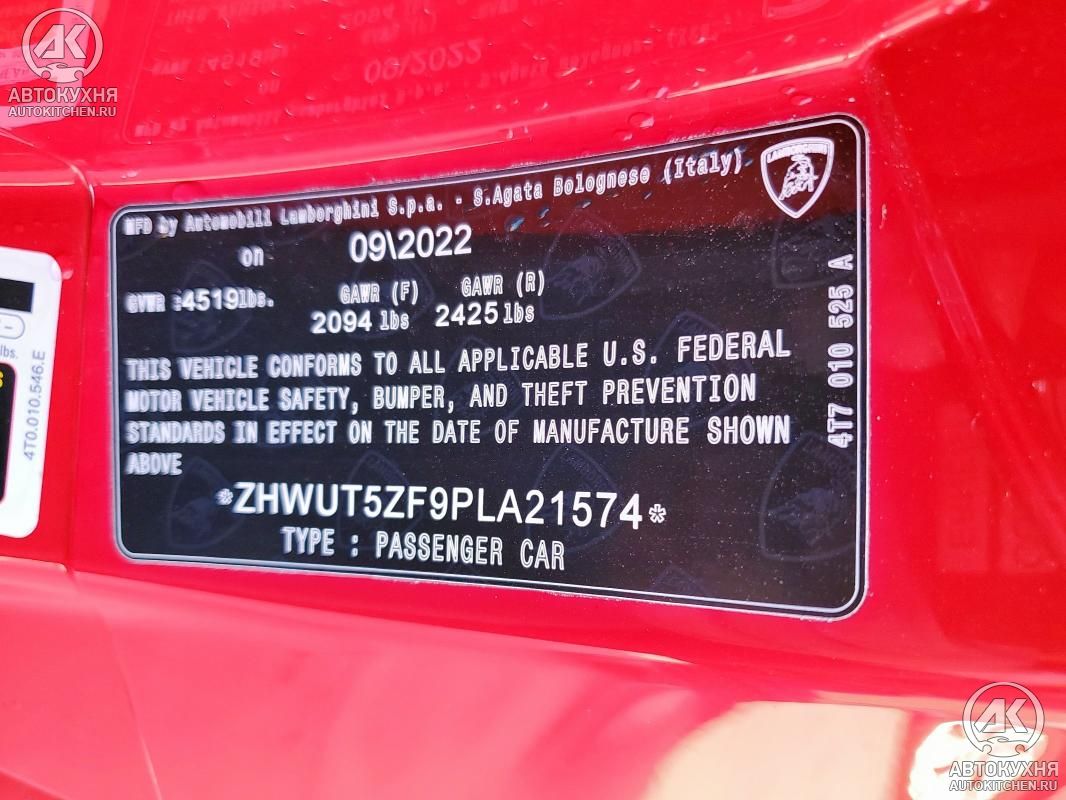 АВТОКУХНЯ
AUTOKITCHEN.RU
MFD by Automobili Lamborghini S.p.a. - S.Agata Bolognese (Italy)
LAMBORGHINI
on 09\2022
GVWR :4519lbs. GAWR (F) GAWR (R)
2094 lbs 2425 lbs
THIS VEHICLE CONFORMS TO ALL APPLICABLE U.S. FEDERAL
MOTOR VEHICLE SAFETY, BUMPER, AND THEFT PREVENTION
STANDARDS IN EFFECT ON THE DATE OF MANUFACTURE SHOWN
ABOVE
*ZHWUT5ZF9PLA21574*
TYPE : PASSENGER CAR
4T7 010 525 A
lbs.
4T0.010.546.E
АВТОКУХНЯ
AUTOKITCHEN.RU